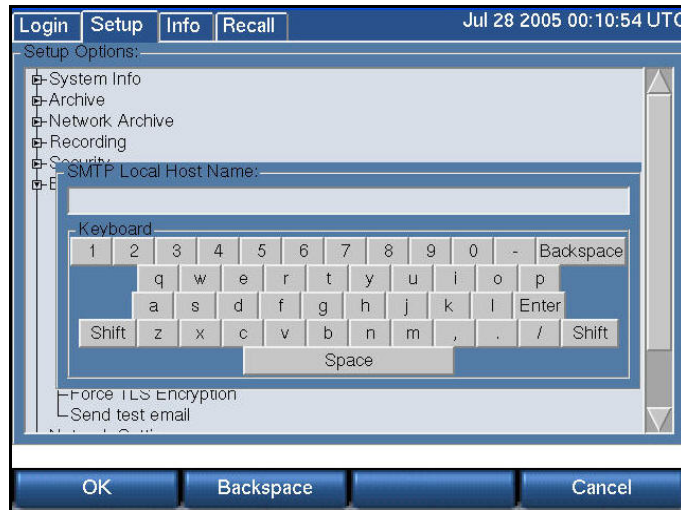 Login Setup Info Recall Jul 28 2005 00:10:54 UTC
Setup Options:
System Info
Archive
Network Archive
Recording
Security
SMTP Local Host Name:
Keyboard
1 2 3 4 5 6 7 8 9 0 - Backspace
q w e r t y u i o p
a s d f g h j k l Enter
Shift z x c v b n m , . / Shift
Space
Force TLS Encryption
Send test email
OK Backspace Cancel